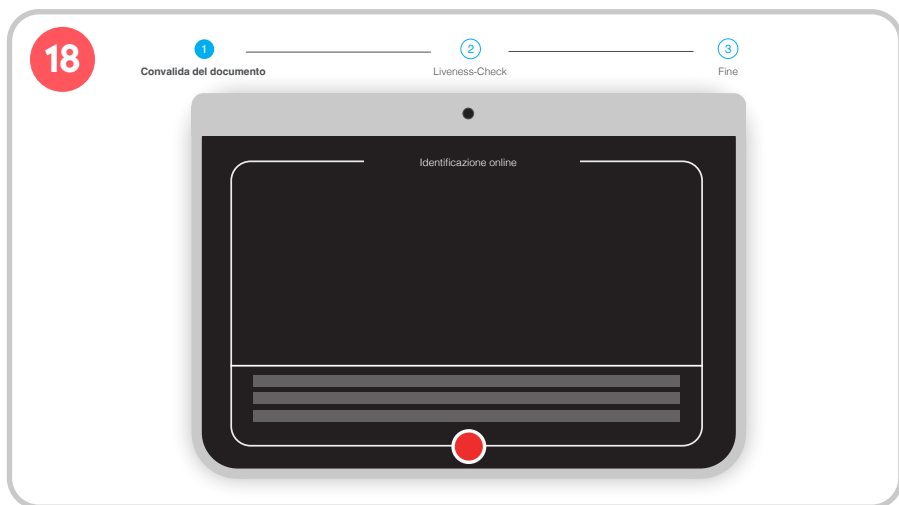 18
1 2 3
Convalida del documento Liveness-Check Fine
Identificazione online